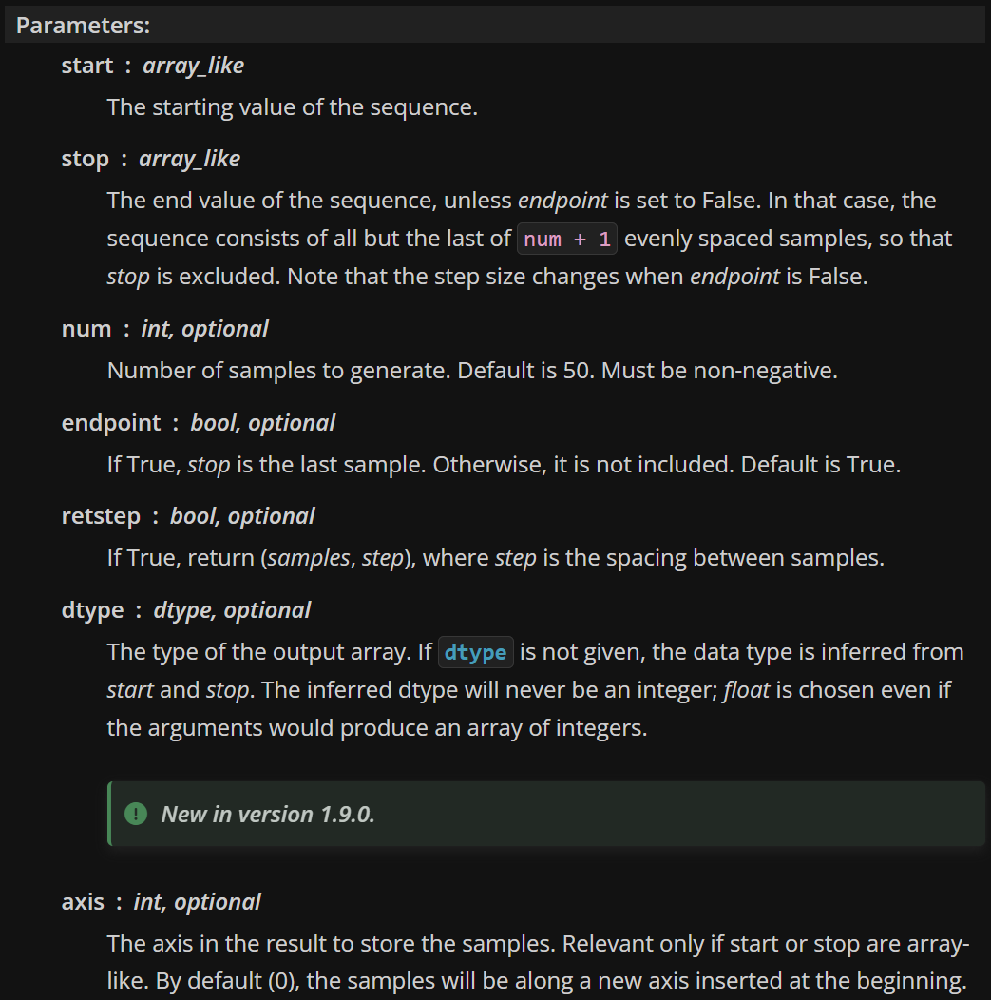 Parameters:
start : array_like
The starting value of the sequence.
stop : array_like
The end value of the sequence, unless endpoint is set to False. In that case, the
sequence consists of all but the last of num + 1 evenly spaced samples, so that
stop is excluded. Note that the step size changes when endpoint is False.
num : int, optional
Number of samples to generate. Default is 50. Must be non-negative.
endpoint : bool, optional
If True, stop is the last sample. Otherwise, it is not included. Default is True.
retstep : bool, optional
If True, return (samples, step), where step is the spacing between samples.
dtype : dtype, optional
The type of the output array. If dtype is not given, the data type is inferred from
start and stop. The inferred dtype will never be an integer; float is chosen even if
the arguments would produce an array of integers.
New in version 1.9.0.
axis : int, optional
The axis in the result to store the samples. Relevant only if start or stop are array-
like. By default (0), the samples will be along a new axis inserted at the beginning.